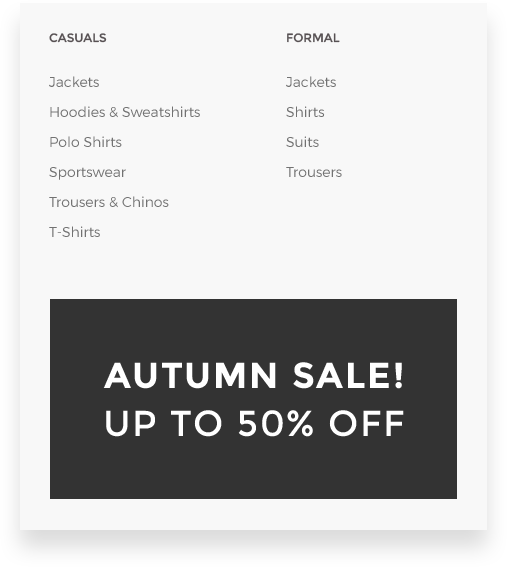 CASUALS
Jackets
Hoodies & Sweatshirts
Polo Shirts
Sportswear
Trousers & Chinos
T-Shirts
FORMAL
Jackets
Shirts
Suits
Trousers
AUTUMN SALE!
UP TO 50% OFF